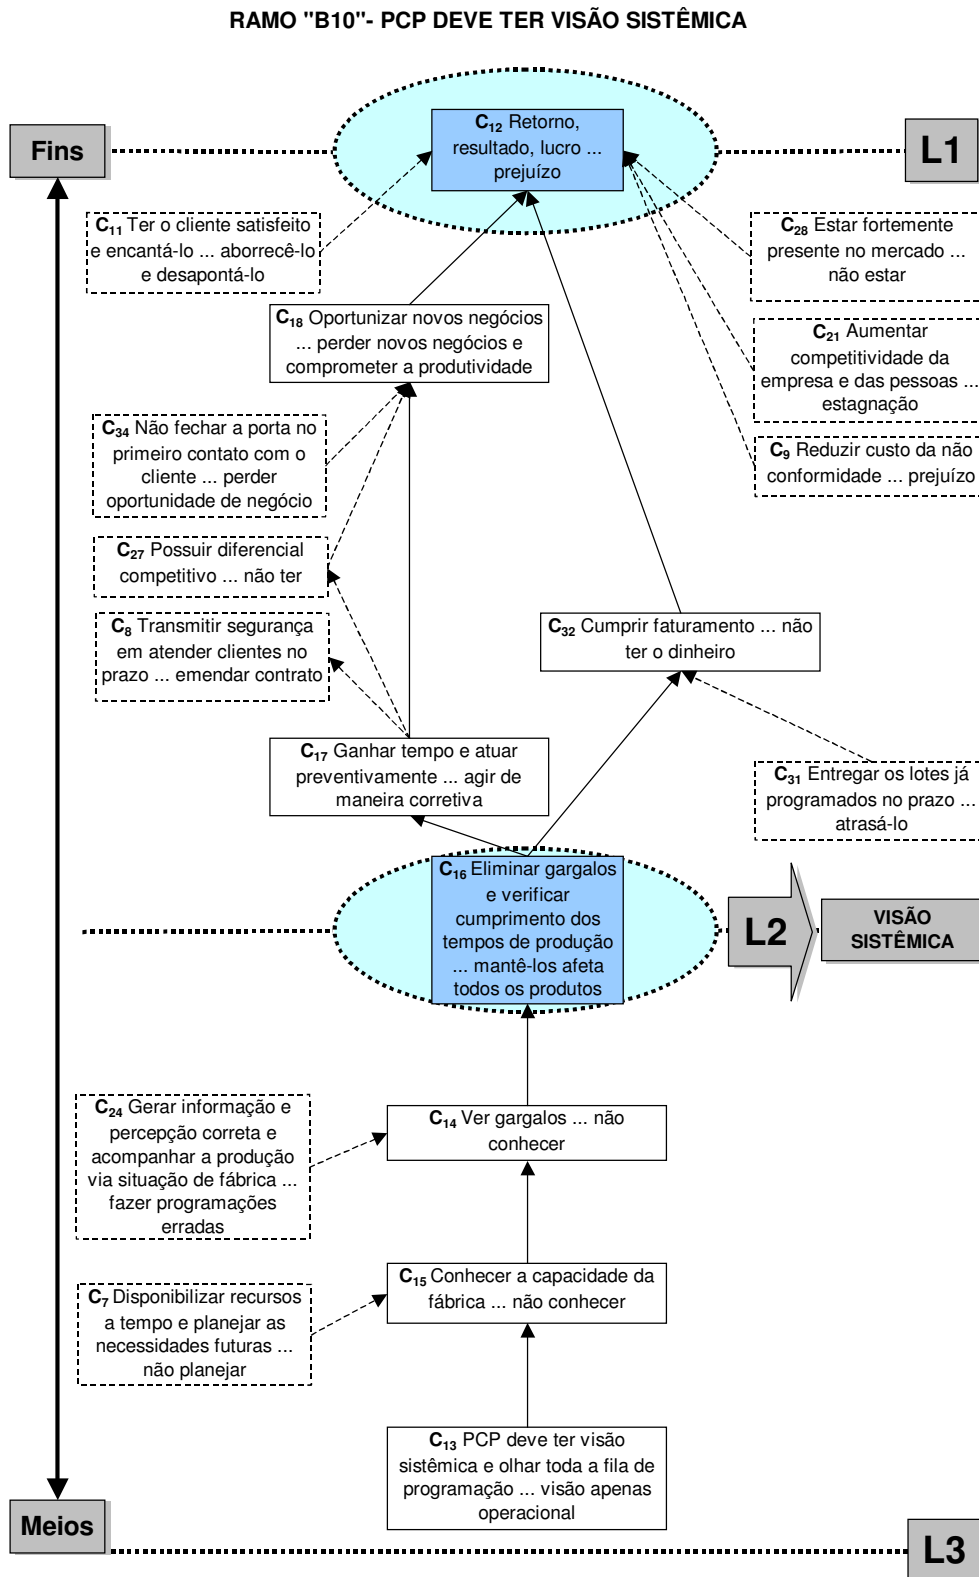 RAMO "B10"- PCP DEVE TER VISÃO SISTÊMICA
Fins
C12 Retorno,
resultado, lucro ...
prejuízo
L1
C11 Ter o cliente satisfeito
e encantá-lo ... aborrecê-lo
e desapontá-lo
C28 Estar fortemente
presente no mercado ...
não estar
C18 Oportunizar novos negócios
... perder novos negócios e
comprometer a produtividade
C21 Aumentar
competitividade da
empresa e das pessoas ...
estagnação
C34 Não fechar a porta no
primeiro contato com o
cliente ... perder
oportunidade de negócio
C9 Reduzir custo da não
conformidade ... prejuízo
C27 Possuir diferencial
competitivo ... não ter
C8 Transmitir segurança
em atender clientes no
prazo ... emendar contrato
C32 Cumprir faturamento ... não
ter o dinheiro
C17 Ganhar tempo e atuar
preventivamente ... agir de
maneira corretiva
C31 Entregar os lotes já
programados no prazo ...
atrasá-lo
C16 Eliminar gargalos
e verificar
cumprimento dos
tempos de produção
... mantê-los afeta
todos os produtos
L2
VISÃO
SISTÊMICA
C24 Gerar informação e
percepção correta e
acompanhar a produção
via situação de fábrica ...
fazer programações
erradas
C14 Ver gargalos ... não
conhecer
C15 Conhecer a capacidade da
fábrica ... não conhecer
C7 Disponibilizar recursos
a tempo e planejar as
necessidades futuras ...
não planejar
C13 PCP deve ter visão
sistêmica e olhar toda a fila de
programação ... visão apenas
operacional
Meios
L3